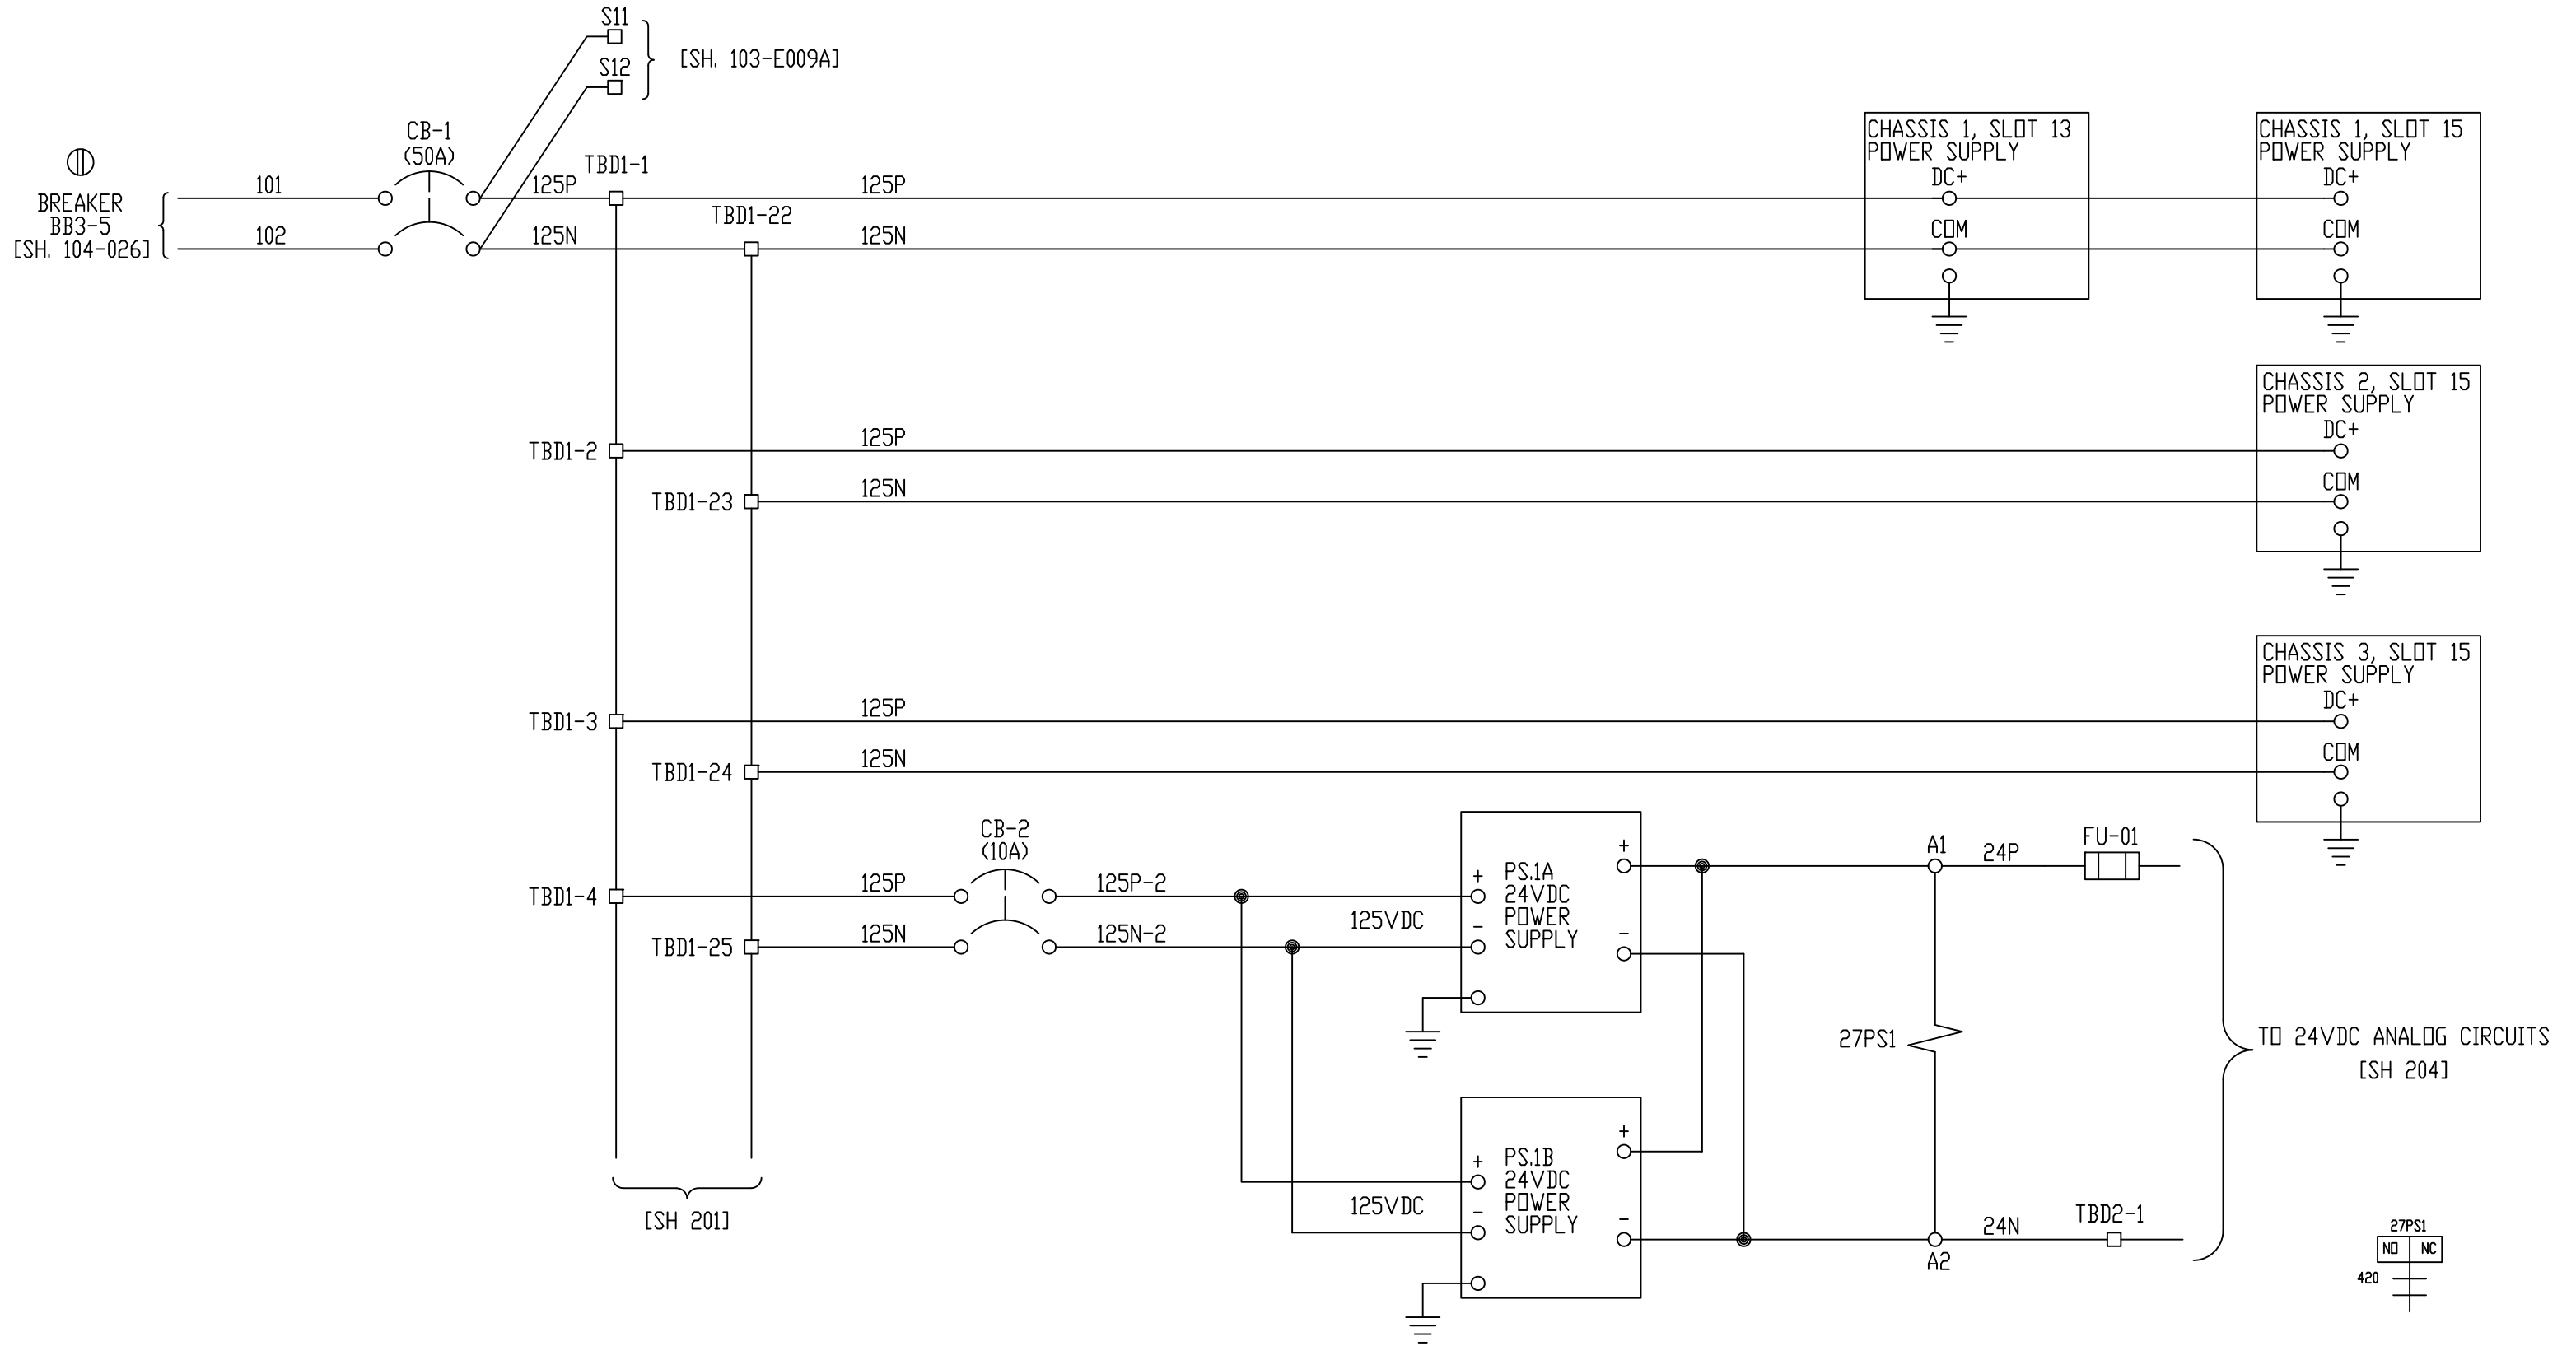 S11
S12
[SH. 103-E009A]
CB-1
(50A)
BREAKER
BB3-5
[SH. 104-026]
101
102
125P
125N
TBD1-1
TBD1-22
125P
125N
CHASSIS 1, SLOT 13
POWER SUPPLY
DC+
COM
CHASSIS 1, SLOT 15
POWER SUPPLY
DC+
COM
TBD1-2
TBD1-23
125P
125N
CHASSIS 2, SLOT 15
POWER SUPPLY
DC+
COM
TBD1-3
TBD1-24
125P
125N
CHASSIS 3, SLOT 15
POWER SUPPLY
DC+
COM
TBD1-4
TBD1-25
125P
125N
CB-2
(10A)
125P-2
125N-2
125VDC
+
-
PS.1A
24VDC
POWER
SUPPLY
+
-
A1
24P
FU-01
27PS1
TO 24VDC ANALOG CIRCUITS
[SH 204]
125VDC
+
-
PS.1B
24VDC
POWER
SUPPLY
+
-
A2
24N
TBD2-1
[SH 201]
27PS1
NO NC
420